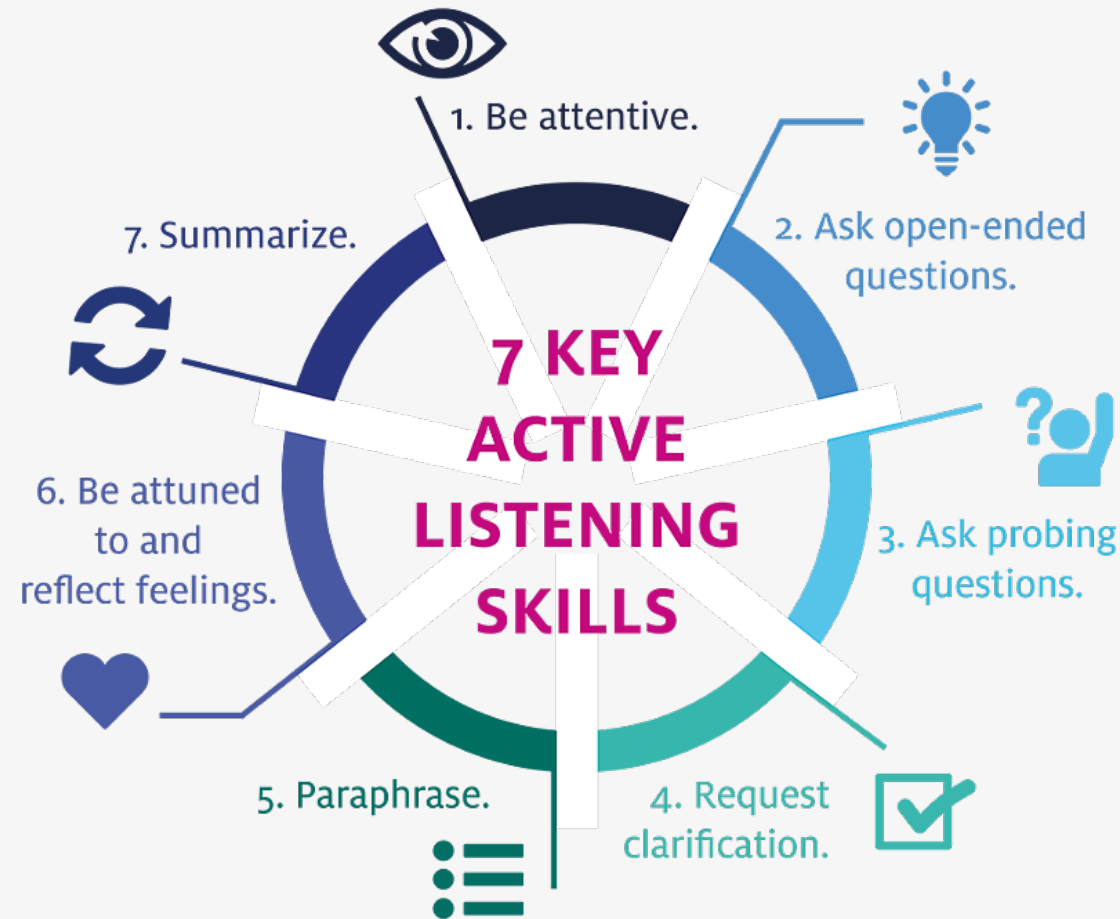 7 KEY
ACTIVE
LISTENING
SKILLS
1. Be attentive.
2. Ask open-ended
questions.
3. Ask probing
questions.
4. Request
clarification.
5. Paraphrase.
6. Be attuned
to and
reflect feelings.
7. Summarize.